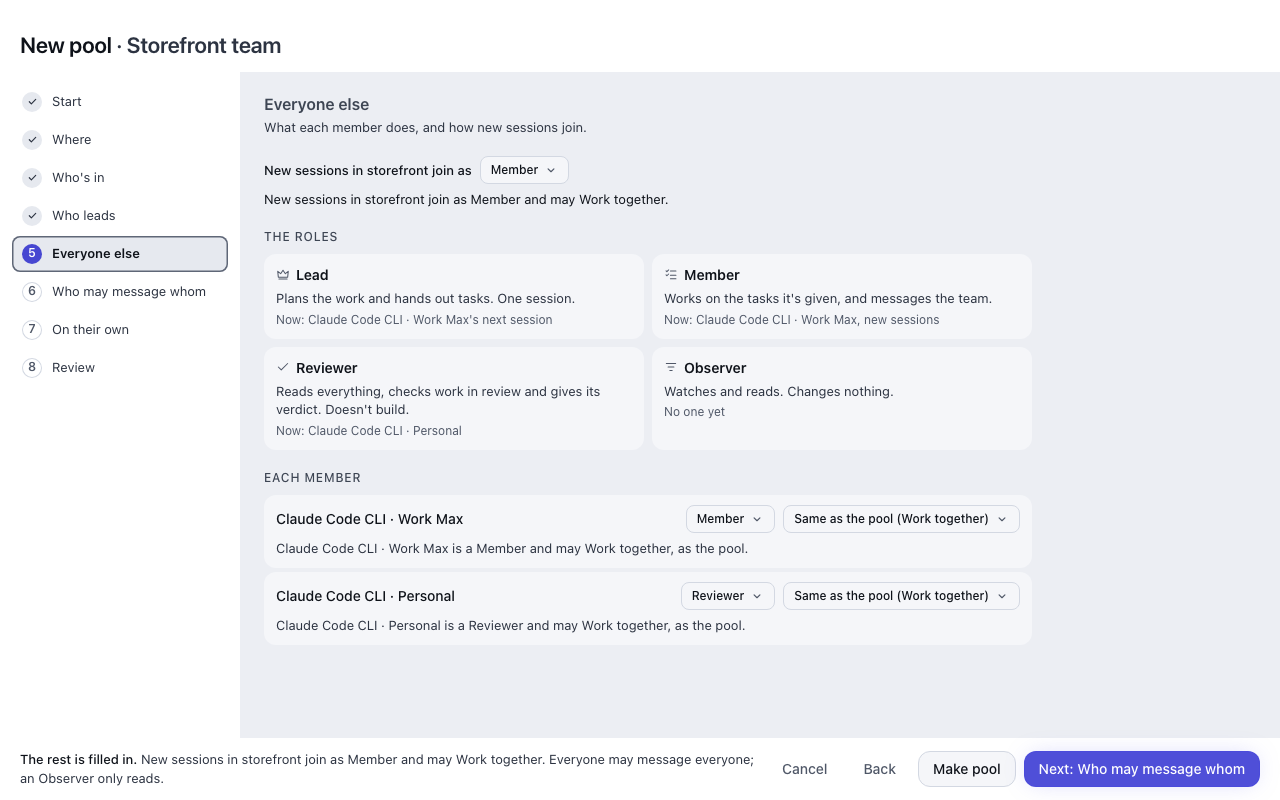 New pool · Storefront team
Start
Where
Who's in
Who leads
5 Everyone else
6 Who may message whom
7 On their own
8 Review
Everyone else
What each member does, and how new sessions join.
New sessions in storefront join as Member
New sessions in storefront join as Member and may Work together.
THE ROLES
Lead
Plans the work and hands out tasks. One session.
Now: Claude Code CLI · Work Max's next session
Member
Works on the tasks it's given, and messages the team.
Now: Claude Code CLI · Work Max, new sessions
Reviewer
Reads everything, checks work in review and gives its
verdict. Doesn't build.
Now: Claude Code CLI · Personal
Observer
Watches and reads. Changes nothing.
No one yet
EACH MEMBER
Claude Code CLI · Work Max Member Same as the pool (Work together)
Claude Code CLI · Work Max is a Member and may Work together, as the pool.
Claude Code CLI · Personal Reviewer Same as the pool (Work together)
Claude Code CLI · Personal is a Reviewer and may Work together, as the pool.
The rest is filled in. New sessions in storefront join as Member and may Work together. Everyone may message everyone;
an Observer only reads.
Cancel Back Make pool Next: Who may message whom